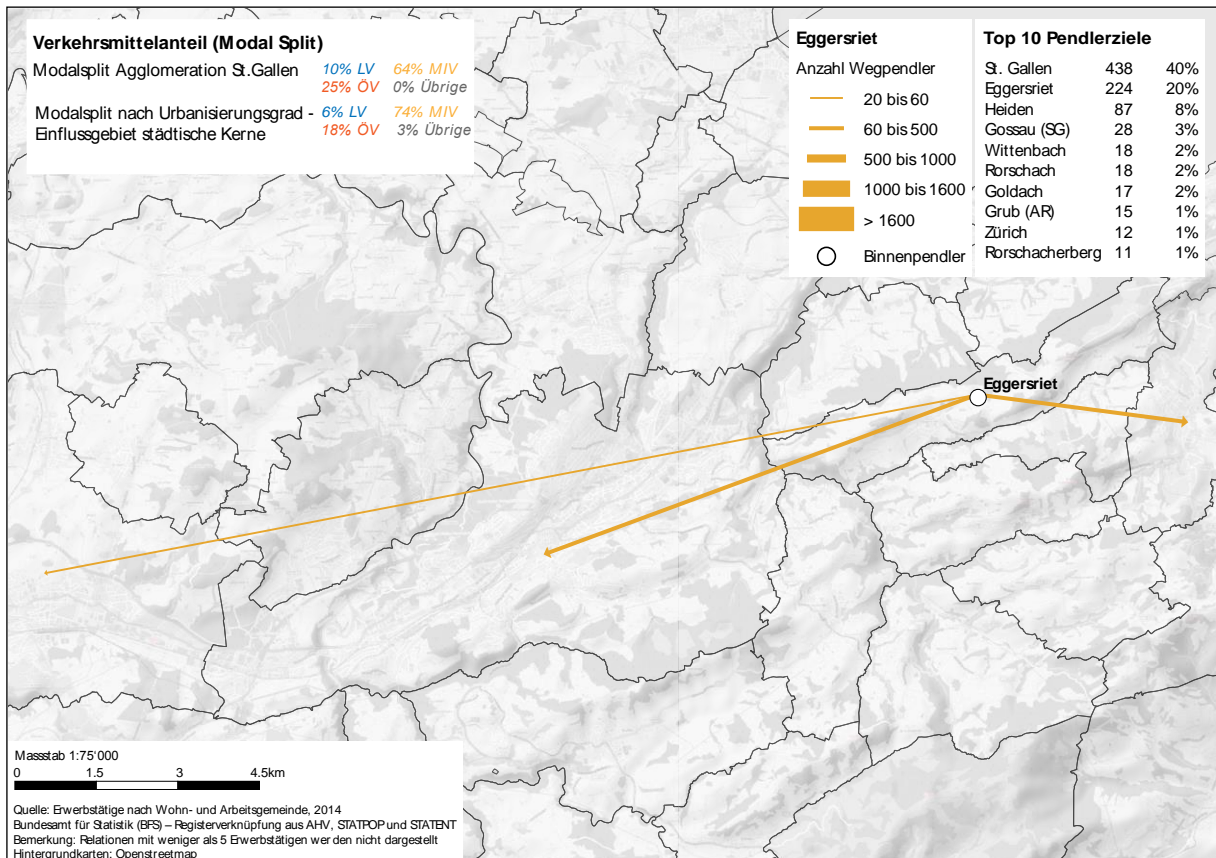 Verkehrsmittelanteil (Modal Split)
Modalsplit Agglomeration St.Gallen 10% LV 64% MIV
25% ÖV 0% Übrige
Modalsplit nach Urbanisierungsgrad - 6% LV 74% MIV
Einflussgebiet städtische Kerne 18% ÖV 3% Übrige
Eggersriet
Anzahl Wegpendler
20 bis 60
60 bis 500
500 bis 1000
1000 bis 1600
> 1600
Binnenpendler
Top 10 Pendlerziele
St. Gallen 438 40%
Eggersriet 224 20%
Heiden 87 8%
Gossau (SG) 28 3%
Wittenbach 18 2%
Rorschach 18 2%
Goldach 17 2%
Grub (AR) 15 1%
Zürich 12 1%
Rorschacherberg 11 1%
Eggersriet
Massstab 1:75'000
0 1.5 3 4.5km
Quelle: Erwerbstätige nach Wohn- und Arbeitsgemeinde, 2014
Bundesamt für Statistik (BFS) – Registerverknüpfung aus AHV, STATPOP und STATENT
Bemerkung: Relationen mit weniger als 5 Erwerbstätigen werden nicht dargestellt
Hintergrundkarten: Openstreetmap